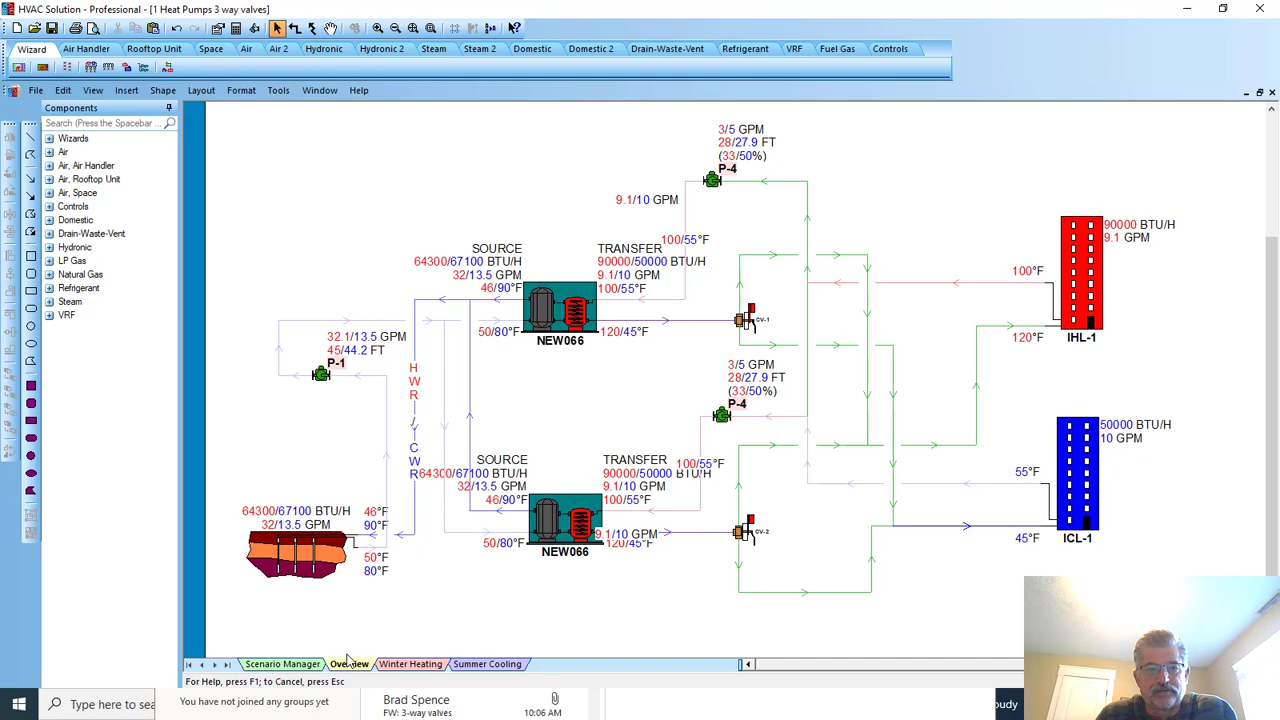 HVAC Solution - Professional - [1 Heat Pumps 3 way valves]
Wizard Air Handler Rooftop Unit Space Air Air 2 Hydronic Hydronic 2 Steam Steam 2 Domestic Domestic 2 Drain-Waste-Vent Refrigerant VRF Fuel Gas Controls
File Edit View Insert Shape Layout Format Tools Window Help
Components
Search (Press the Spacebar ...
Wizards
Air
Air, Air Handler
Air, Rooftop Unit
Air, Space
Controls
Domestic
Drain-Waste-Vent
Hydronic
LP Gas
Natural Gas
Refrigerant
Steam
VRF
3/5 GPM
28/27.9 FT
(33/50%)
P-4
9.1/10 GPM
100/55°F
SOURCE
64300/67100 BTU/H
32/13.5 GPM
46/90°F
50/80°F
TRANSFER
90000/50000 BTU/H
9.1/10 GPM
100/55°F
120/45°F
NEW066
CV-1
90000 BTU/H
9.1 GPM
100°F
120°F
IHL-1
32.1/13.5 GPM
45/44.2 FT
P-1
H
W
R
/
C
W
R
3/5 GPM
28/27.9 FT
(33/50%)
P-4
100/55°F
SOURCE
64300/67100 BTU/H
32/13.5 GPM
46/90°F
50/80°F
TRANSFER
90000/50000 BTU/H
9.1/10 GPM
100/55°F
9.1/10 GPM
120/45°F
NEW066
CV-2
50000 BTU/H
10 GPM
55°F
45°F
ICL-1
64300/67100 BTU/H
32/13.5 GPM
46°F
90°F
50°F
80°F
Scenario Manager Overview Winter Heating Summer Cooling
For Help, press F1; to Cancel, press Esc
Type here to sea
You have not joined any groups yet
Brad Spence
FW: 3-way valves
10:06 AM
oudy